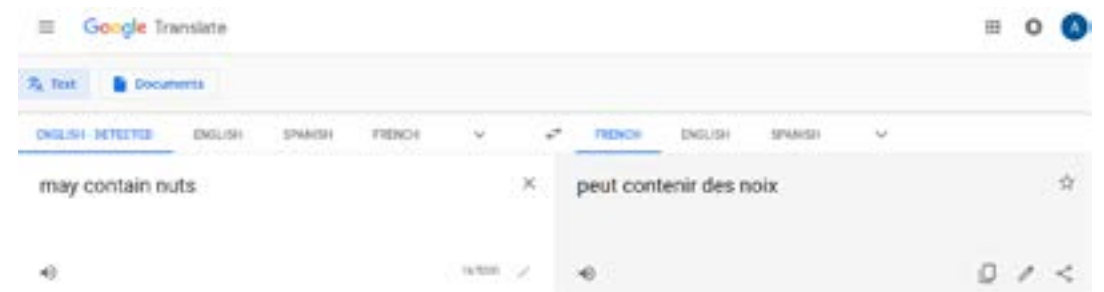 Google Translate
Text Documents
ENGLISH - DETECTED ENGLISH SPANISH FRENCH FRENCH ENGLISH SPANISH
may contain nuts peut contenir des noix
A